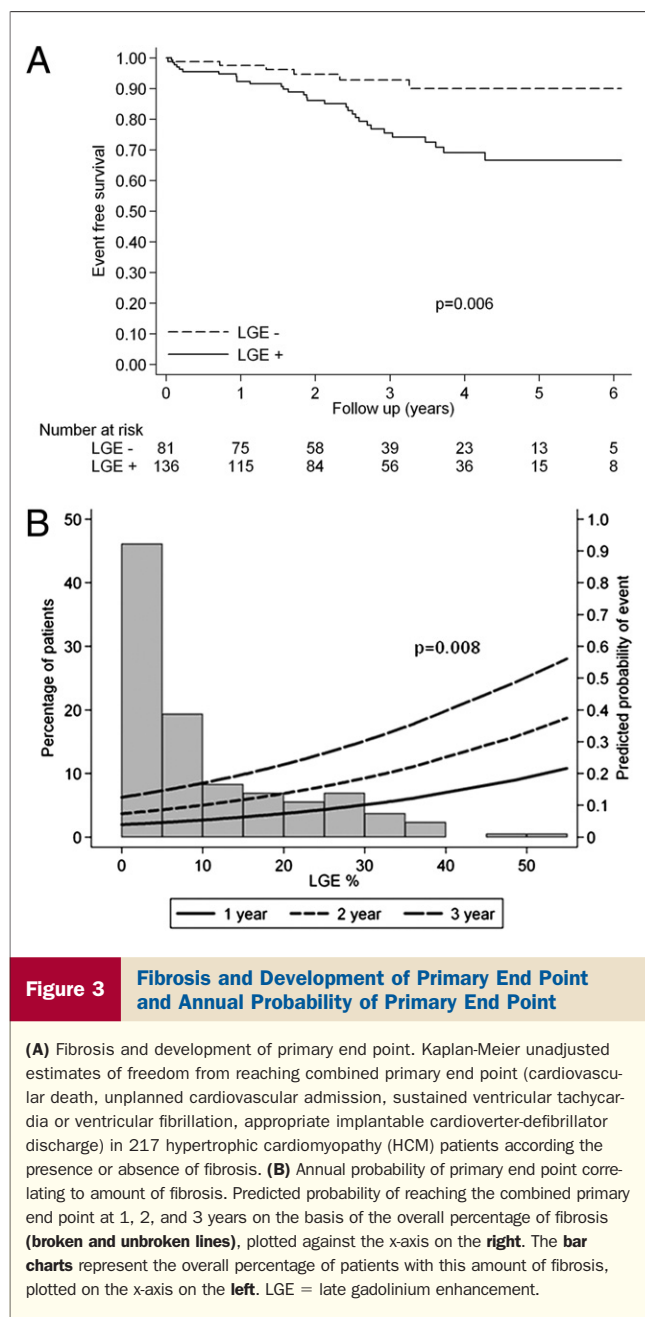 A
1.00
0.90
0.80
0.70
0.60
0.50
0.40
0.30
0.20
0.10
0.00
Event free survival
p=0.006
LGE -
LGE +
0 1 2 3 4 5 6
Follow up (years)
Number at risk
LGE - 81 75 58 39 23 13 5
LGE + 136 115 84 56 36 15 8
B
50
40
30
20
10
0
Percentage of patients
p=0.008
1.0
0.9
0.8
0.7
0.6
0.5
0.4
0.3
0.2
0.1
0
Predicted probability of event
0 10 20 30 40 50
LGE %
1 year 2 year 3 year
Figure 3
Fibrosis and Development of Primary End Point
and Annual Probability of Primary End Point
(A) Fibrosis and development of primary end point. Kaplan-Meier unadjusted
estimates of freedom from reaching combined primary end point (cardiovascu-
lar death, unplanned cardiovascular admission, sustained ventricular tachycar-
dia or ventricular fibrillation, appropriate implantable cardioverter-defibrillator
discharge) in 217 hypertrophic cardiomyopathy (HCM) patients according the
presence or absence of fibrosis. (B) Annual probability of primary end point corre-
lating to amount of fibrosis. Predicted probability of reaching the combined primary
end point at 1, 2, and 3 years on the basis of the overall percentage of fibrosis
(broken and unbroken lines), plotted against the x-axis on the right. The bar
charts represent the overall percentage of patients with this amount of fibrosis,
plotted on the x-axis on the left. LGE = late gadolinium enhancement.